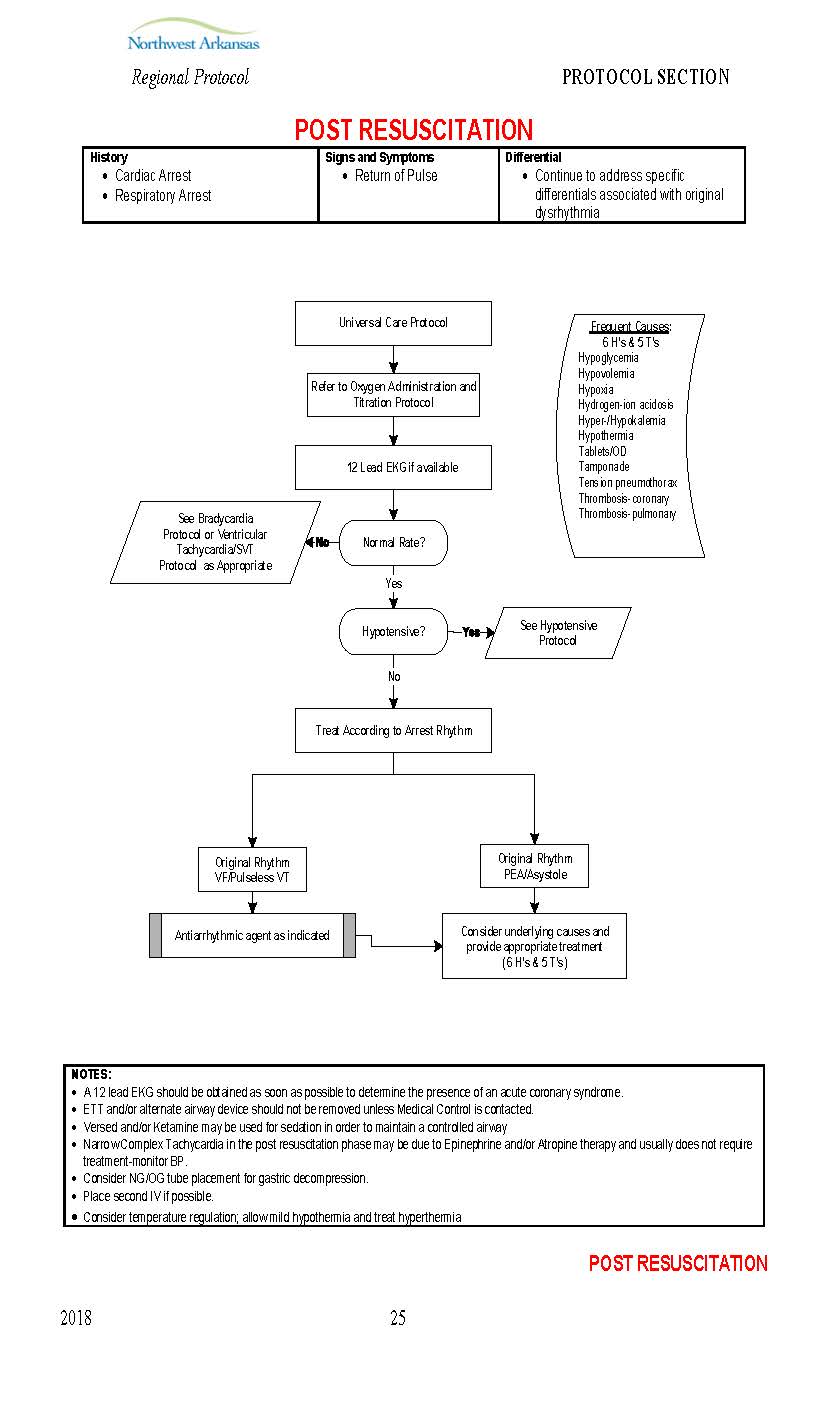 Northwest Arkansas
Regional Protocol
PROTOCOL SECTION
POST RESUSCITATION
History
• Cardiac Arrest
• Respiratory Arrest
Signs and Symptoms
• Return of Pulse
Differential
• Continue to address specific
differentials associated with original
dysrhythmia
Universal Care Protocol
Refer to Oxygen Administration and
Titration Protocol
12 Lead EKG if available
Frequent Causes:
6 H's & 5 T's
Hypoglycemia
Hypovolemia
Hypoxia
Hydrogen-ion acidosis
Hyper-/Hypokalemia
Hypothermia
Tablets/OD
Tamponade
Tension pneumothorax
Thrombosis- coronary
Thrombosis- pulmonary
See Bradycardia
Protocol or Ventricular
Tachycardia/SVT
Protocol as Appropriate
No
Normal Rate?
Yes
Hypotensive?
Yes
See Hypotensive
Protocol
No
Treat According to Arrest Rhythm
Original Rhythm
VF/Pulseless VT
Original Rhythm
PEA/Asystole
Antiarrhythmic agent as indicated
Consider underlying causes and
provide appropriate treatment
(6 H's & 5 T's)
NOTES:
• A 12 lead EKG should be obtained as soon as possible to determine the presence of an acute coronary syndrome.
• ETT and/or alternate airway device should not be removed unless Medical Control is contacted.
• Versed and/or Ketamine may be used for sedation in order to maintain a controlled airway
• Narrow Complex Tachycardia in the post resuscitation phase may be due to Epinephrine and/or Atropine therapy and usually does not require
treatment-monitor BP.
• Consider NG/OG tube placement for gastric decompression.
• Place second IV if possible.
• Consider temperature regulation; allow mild hypothermia and treat hyperthermia
POST RESUSCITATION
2018
25